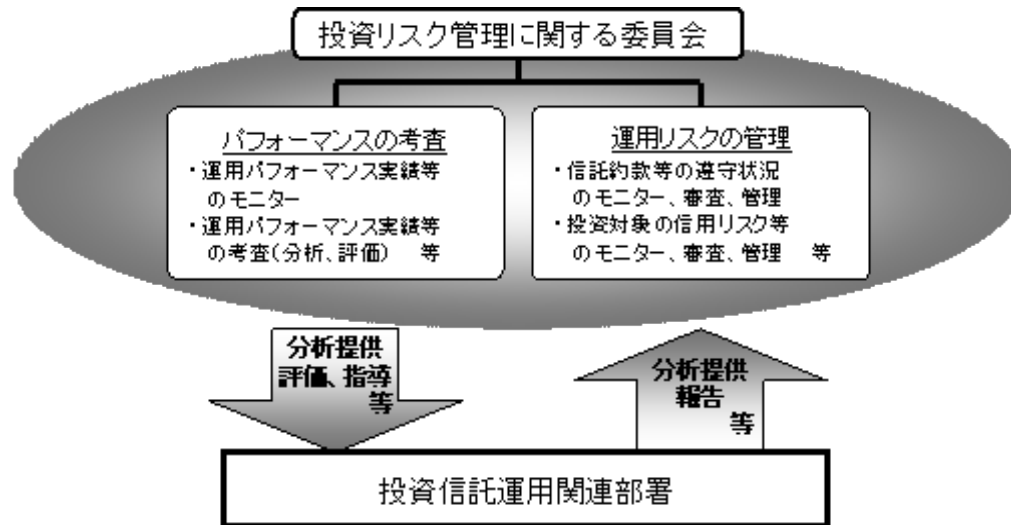 投資リスク管理に関する委員会
パフォーマンスの考査
・運用パフォーマンス実績等
のモニター
・運用パフォーマンス実績等
の考査(分析、評価) 等
運用リスクの管理
・信託約款等の遵守状況
のモニター、審査、管理
・投資対象の信用リスク等
のモニター、審査、管理 等
分析提供
評価、指導
等
分析提供
報告
等
投資信託運用関連部署